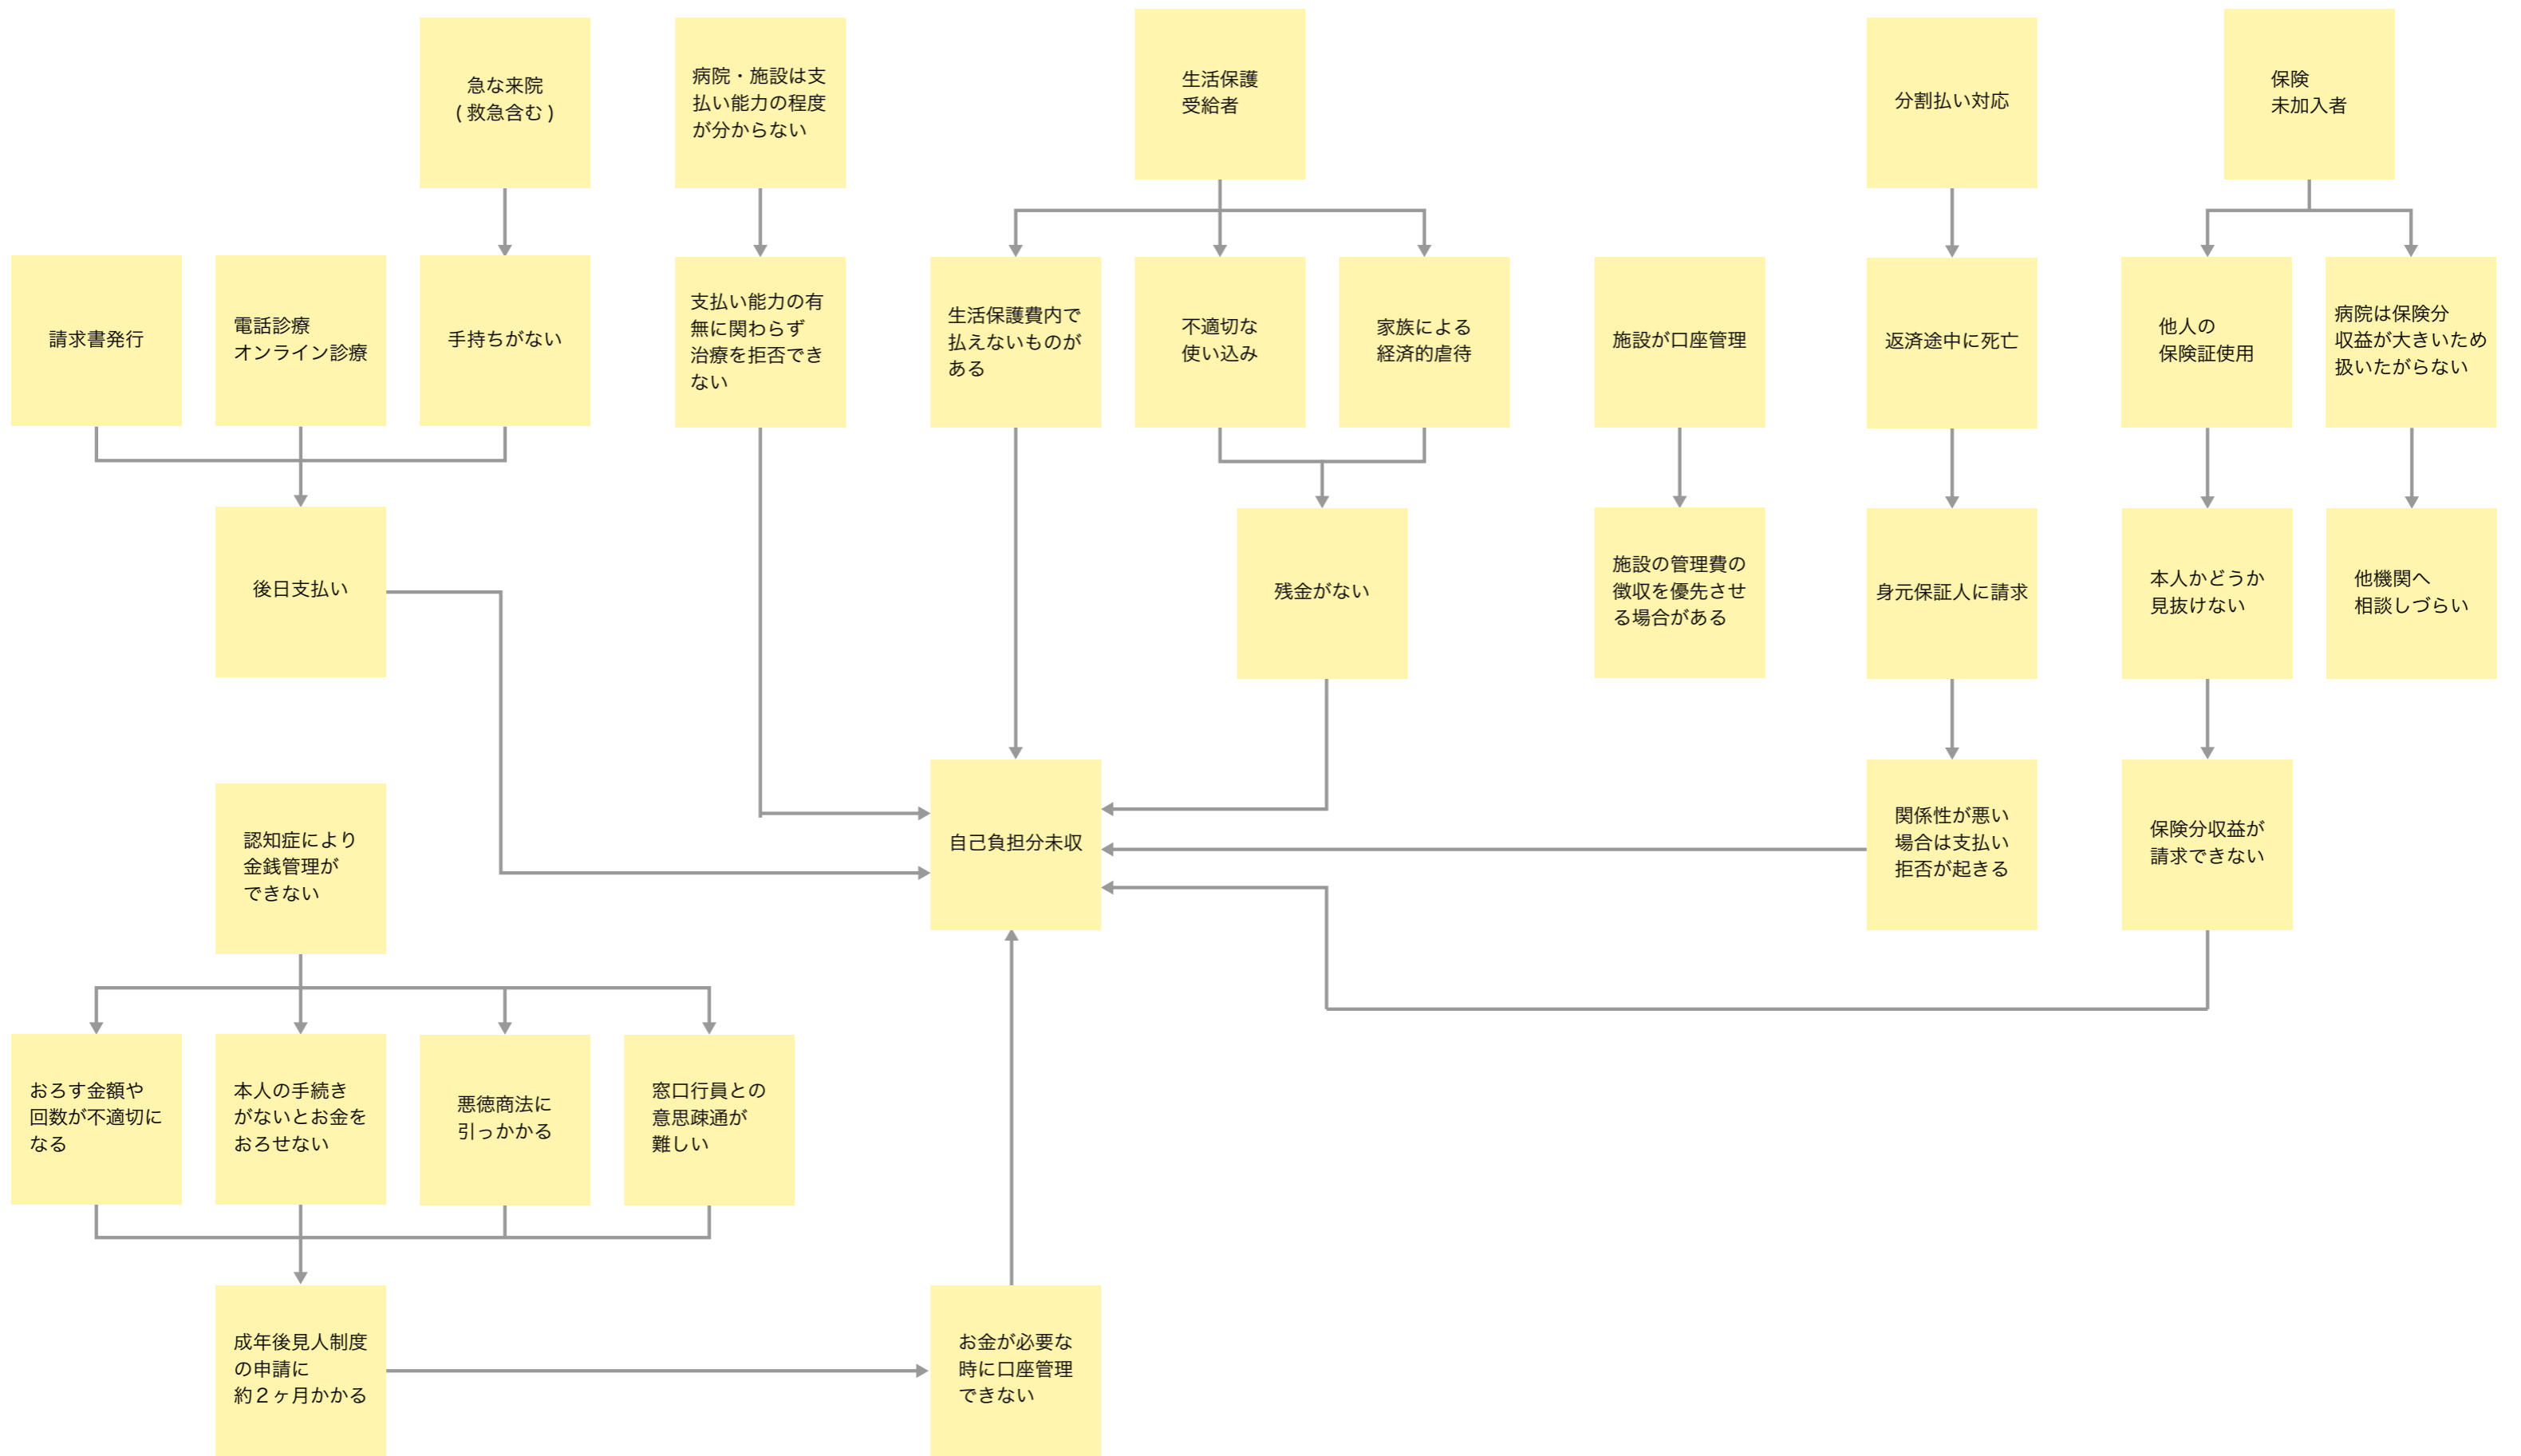 急な来院
( 救急含む )
病院・施設は支
払い能力の程度
が分からない
生活保護
受給者
分割払い対応
保険
未加入者
請求書発行
電話診療
オンライン診療
手持ちがない
支払い能力の有
無に関わらず
治療を拒否でき
ない
生活保護費内で
払えないものが
ある
不適切な
使い込み
家族による
経済的虐待
施設が口座管理
返済途中に死亡
他人の
保険証使用
病院は保険分
収益が大きいため
扱いたがらない
後日支払い
残金がない
施設の管理費の
徴収を優先させ
る場合がある
身元保証人に請求
本人かどうか
見抜けない
他機関へ
相談しづらい
認知症により
金銭管理が
できない
自己負担分未収
関係性が悪い
場合は支払い
拒否が起きる
保険分収益が
請求できない
おろす金額や
回数が不適切に
なる
本人の手続き
がないとお金を
おろせない
悪徳商法に
引っかかる
窓口行員との
意思疎通が
難しい
成年後見人制度
の申請に
約２ヶ月かかる
お金が必要な
時に口座管理
できない